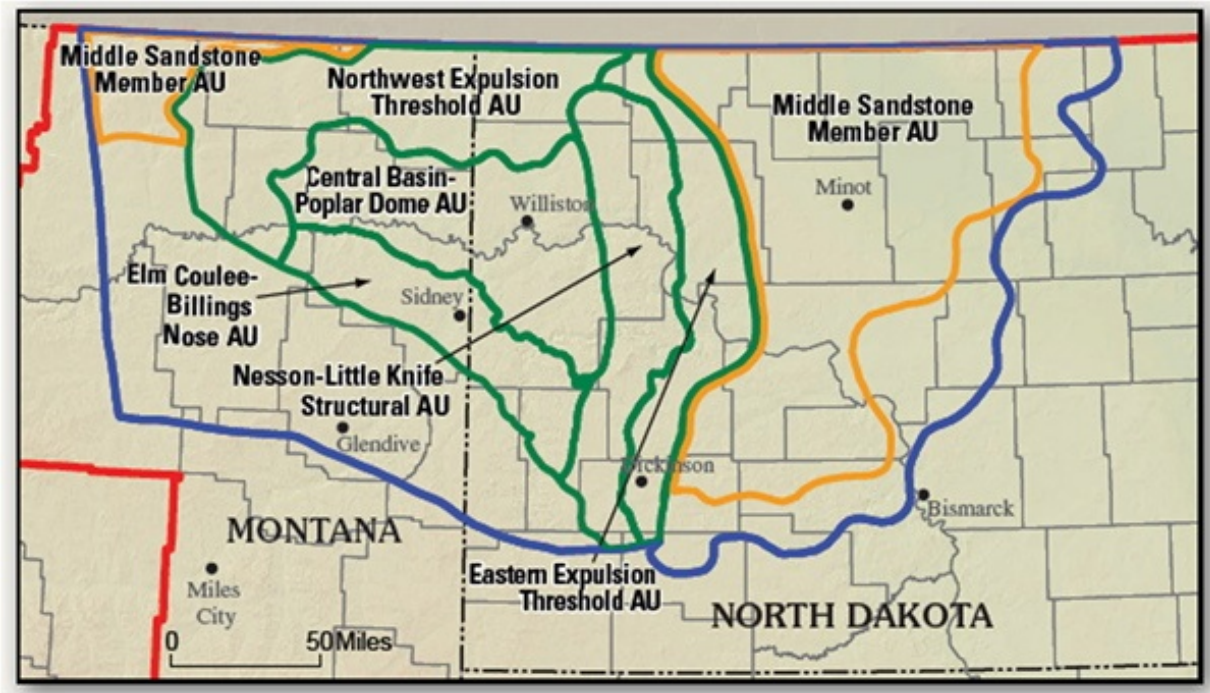 Middle Sandstone
Member AU
Northwest Expulsion
Threshold AU
Middle Sandstone
Member AU
Central Basin-
Poplar Dome AU
Williston
Minot
Elm Coulee-
Billings
Nose AU
Sidney
Nesson-Little Knife
Structural AU
Glendive
Dickinson
Bismarck
MONTANA
Miles
City
Eastern Expulsion
Threshold AU
NORTH DAKOTA
0 50 Miles